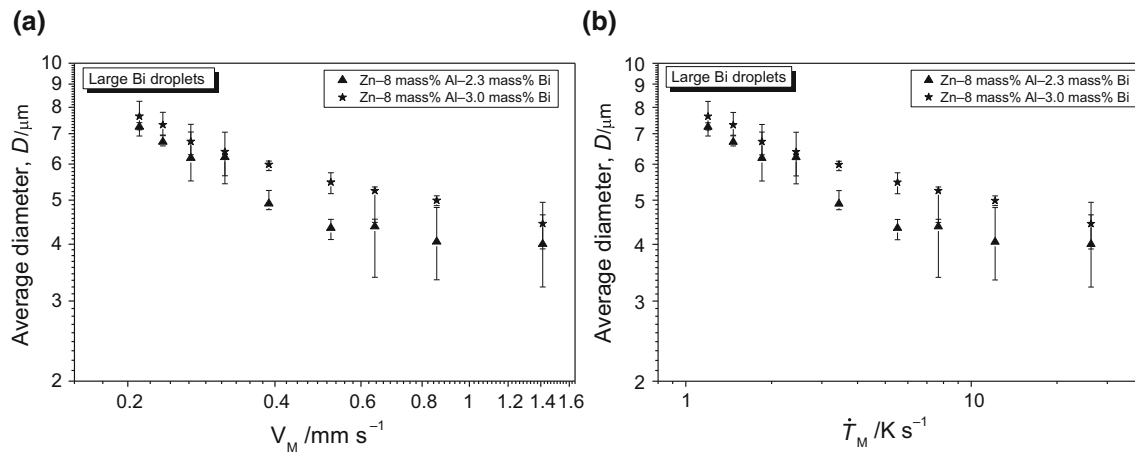 (a)
Large Bi droplets
Zn–8 mass% Al–2.3 mass% Bi
Zn–8 mass% Al–3.0 mass% Bi
Average diameter, D/μm
10
9
8
7
6
5
4
3
2
0.2
0.4
0.6
0.8
1
1.2
1.4
1.6
V_M /mm s⁻¹
(b)
Large Bi droplets
Zn–8 mass% Al–2.3 mass% Bi
Zn–8 mass% Al–3.0 mass% Bi
Average diameter, D/μm
10
9
8
7
6
5
4
3
2
1
10
Ṫ_M /K s⁻¹